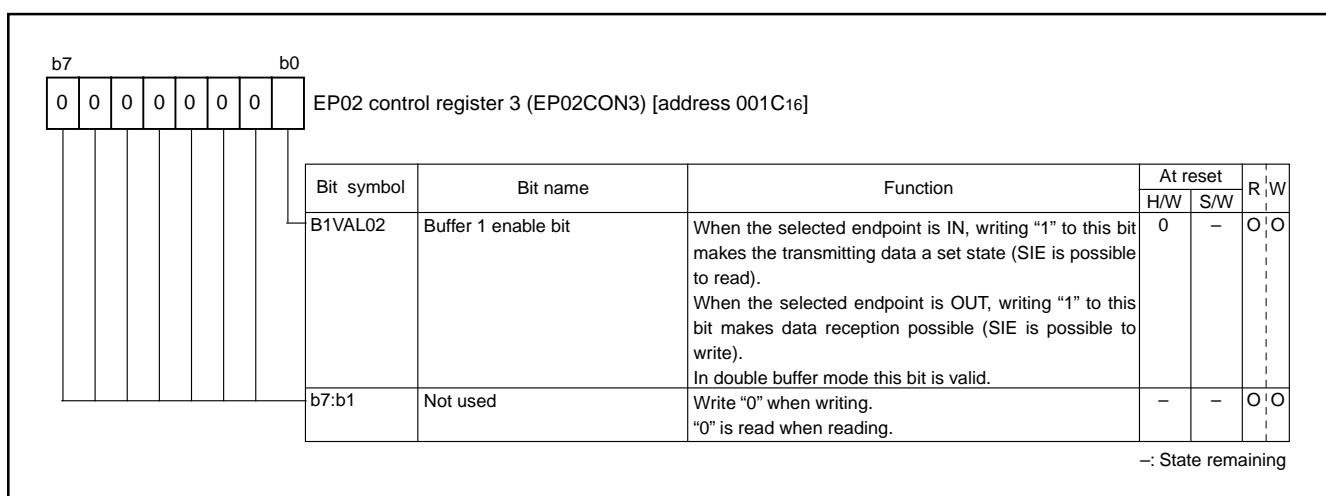 b7 b0
0 0 0 0 0 0 0
EP02 control register 3 (EP02CON3) [address 001C16]
Bit symbol Bit name Function At reset R W
H/W S/W
B1VAL02 Buffer 1 enable bit When the selected endpoint is IN, writing “1” to this bit 0 – O O
makes the transmitting data a set state (SIE is possible
to read).
When the selected endpoint is OUT, writing “1” to this
bit makes data reception possible (SIE is possible to
write).
In double buffer mode this bit is valid.
b7:b1 Not used Write “0” when writing. – – O O
“0” is read when reading.
–: State remaining